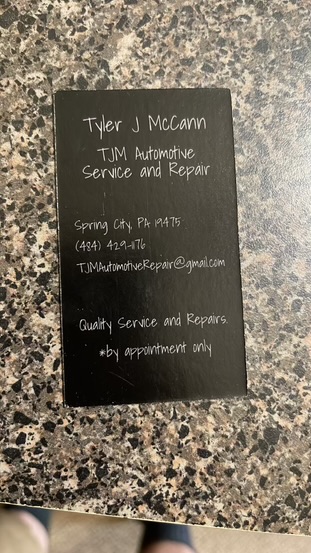 Tyler J McCann
TJM Automotive
Service and Repair
Spring City, PA 19475
(484) 429-1176
TJMAutomotiveRepair@gmail.com
Quality Service and Repairs.
*by appointment only